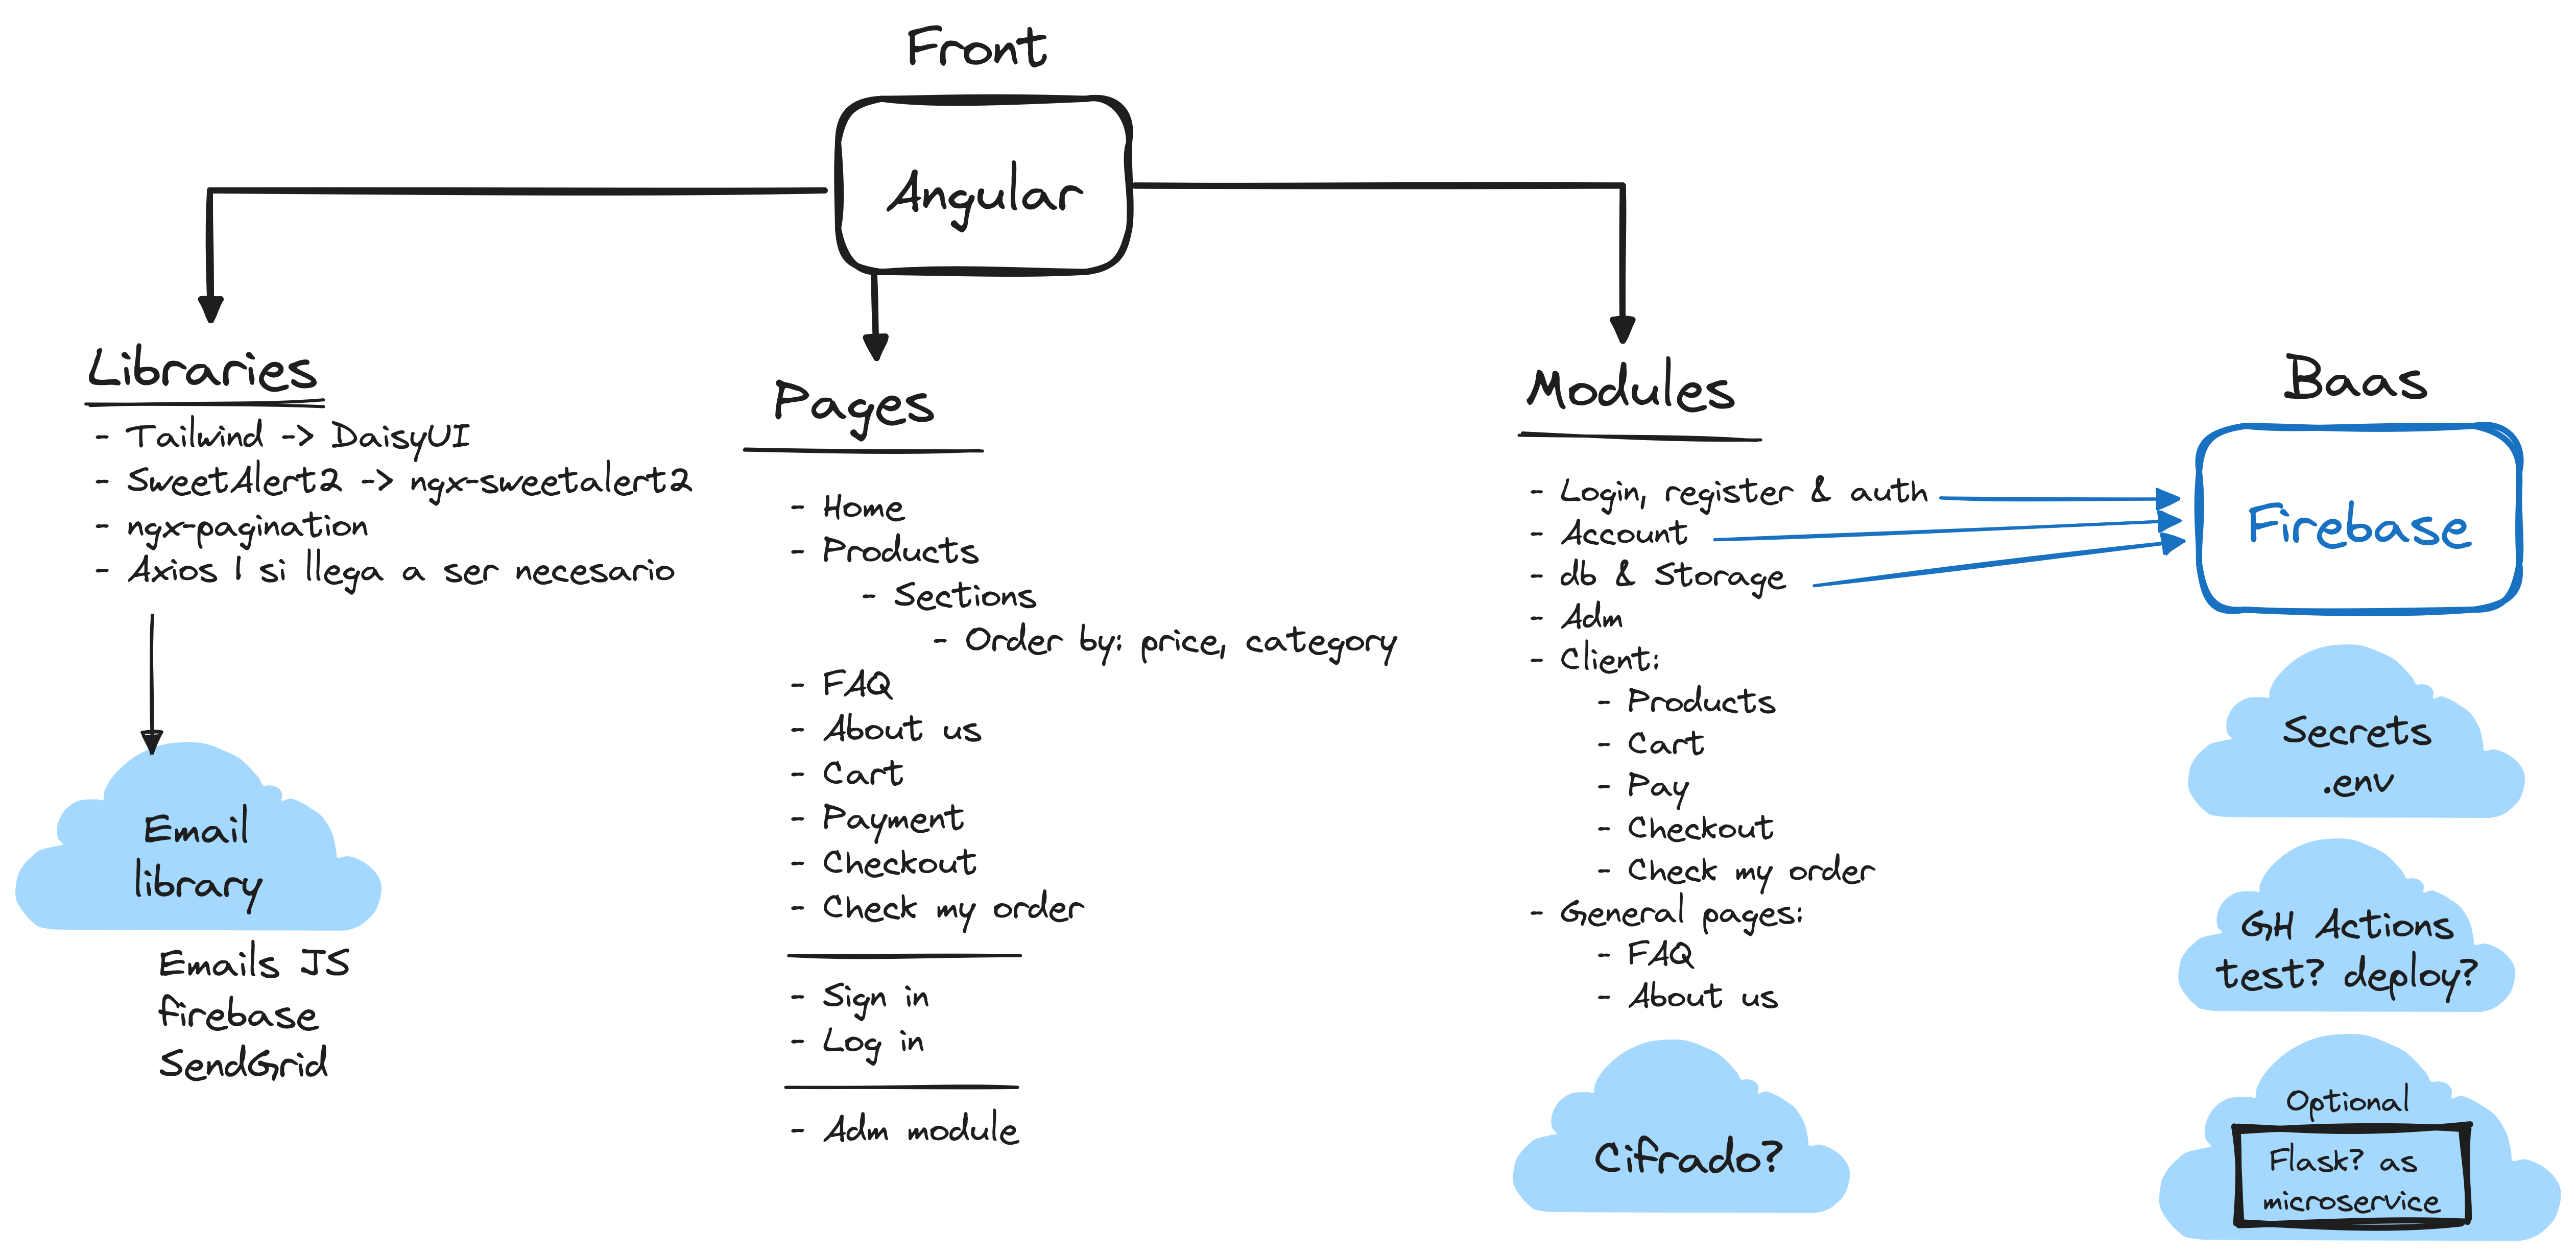 Front
Angular
Libraries
- Tailwind -> DaisyUI
- SweetAlert2 -> ngx-sweetalert2
- ngx-pagination
- Axios | si llega a ser necesario
Email
library
Emails JS
firebase
SendGrid
Pages
- Home
- Products
- Sections
- Order by: price, category
- FAQ
- About us
- Cart
- Payment
- Checkout
- Check my order
- Sign in
- Log in
- Adm module
Modules
- Login, register & auth
- Account
- db & Storage
- Adm
- Client:
- Products
- Cart
- Pay
- Checkout
- Check my order
- General pages:
- FAQ
- About us
Cifrado?
Baas
Firebase
Secrets
.env
GH Actions
test? deploy?
Optional
Flask? as
microservice